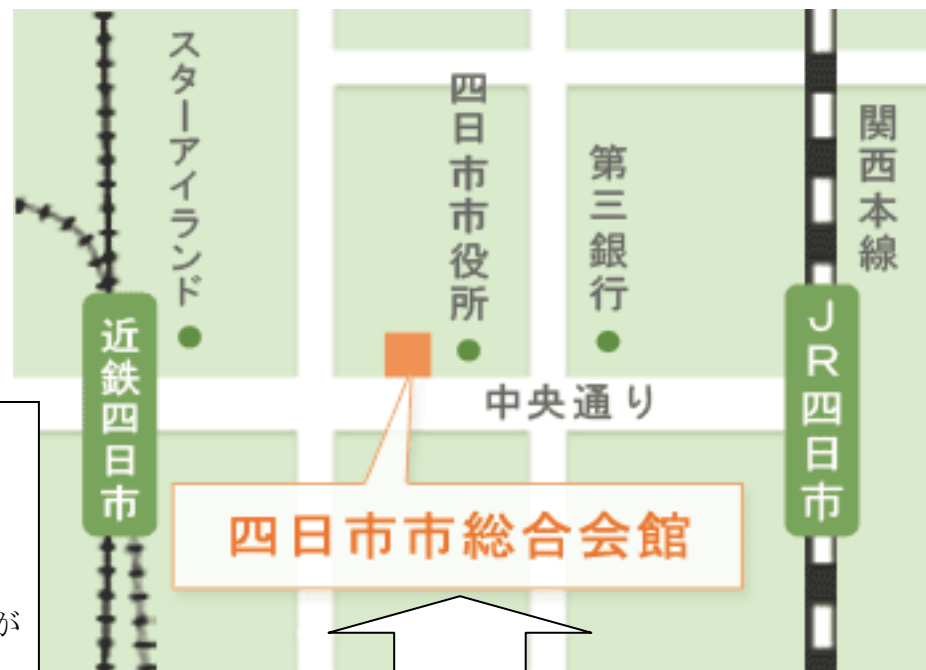 スターアイランド
四日市市役所
第三銀行
関西本線
近鉄四日市
JR四日市
中央通り
四日市市総合会館
が